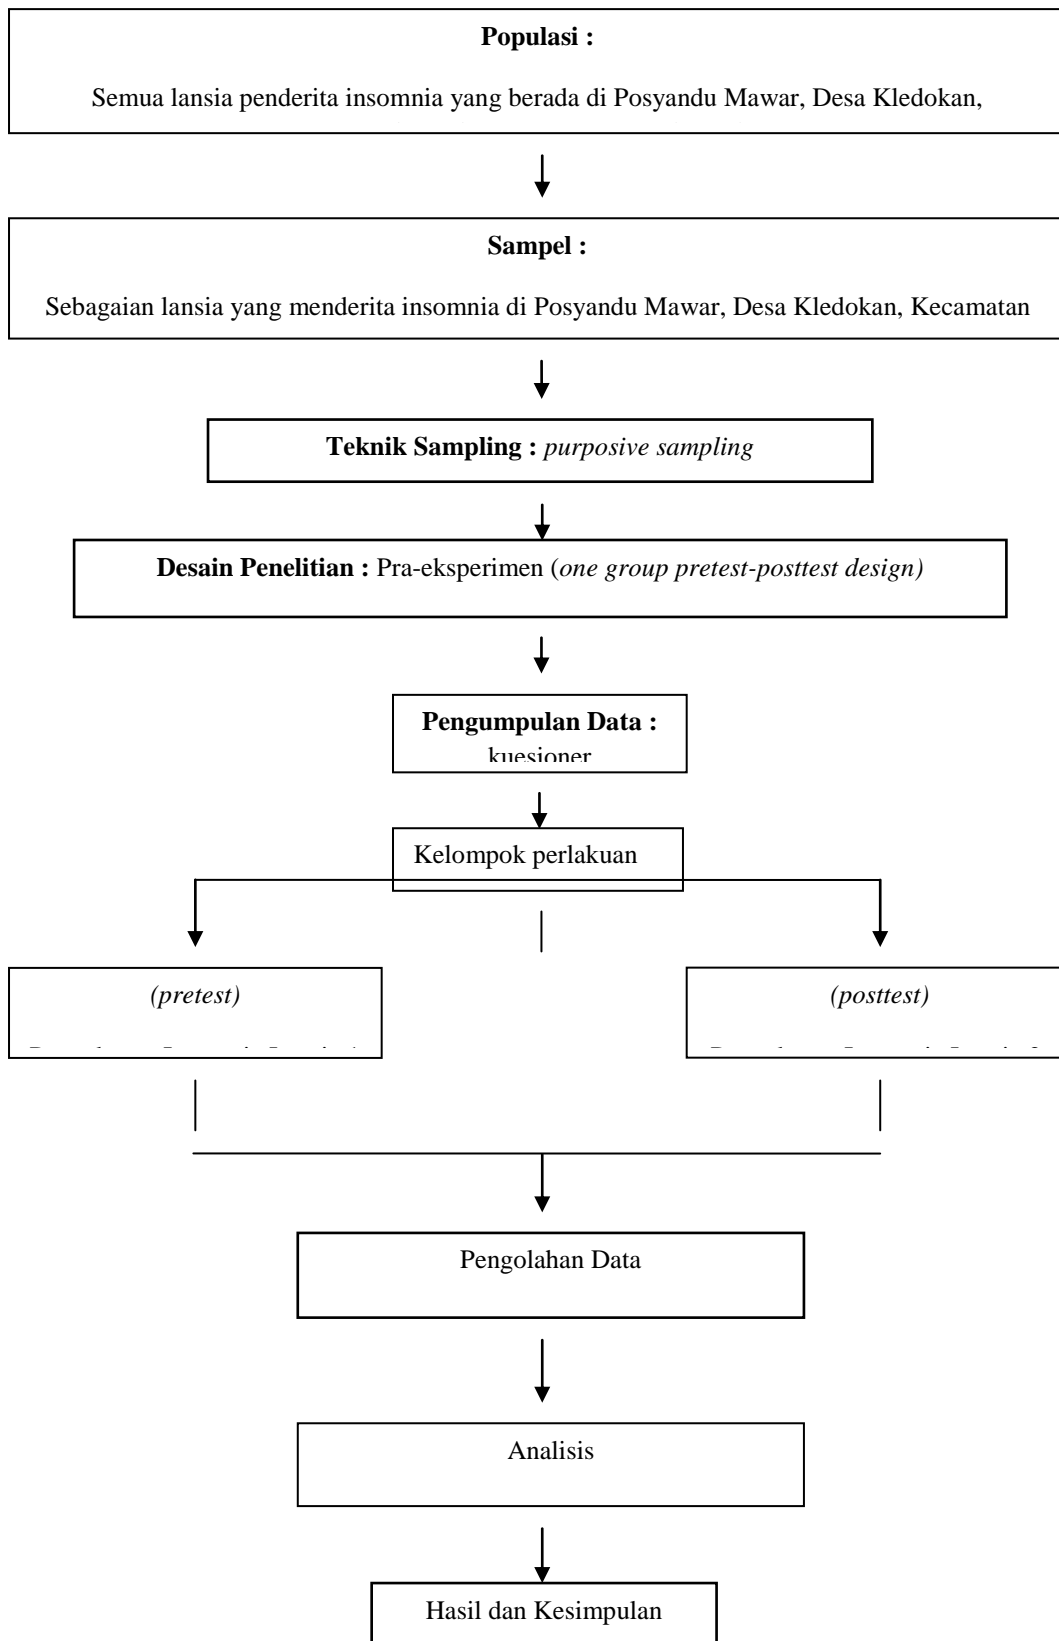 Populasi :
Semua lansia penderita insomnia yang berada di Posyandu Mawar, Desa Kledokan,
Sampel :
Sebagaian lansia yang menderita insomnia di Posyandu Mawar, Desa Kledokan, Kecamatan
Teknik Sampling : purposive sampling
Desain Penelitian : Pra-eksperimen (one group pretest-posttest design)
Pengumpulan Data :
kuesioner
Kelompok perlakuan
(pretest)
(posttest)
Pengolahan Data
Analisis
Hasil dan Kesimpulan